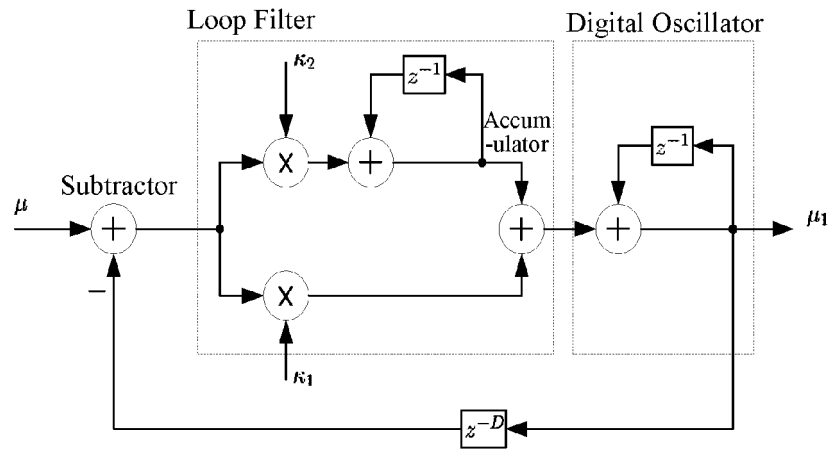 Loop Filter
Digital Oscillator
κ₂
z⁻¹
Accum
-ulator
z⁻¹
Subtractor
μ
+
X
+
+
+
μ₁
−
X
κ₁
z⁻ᴰ